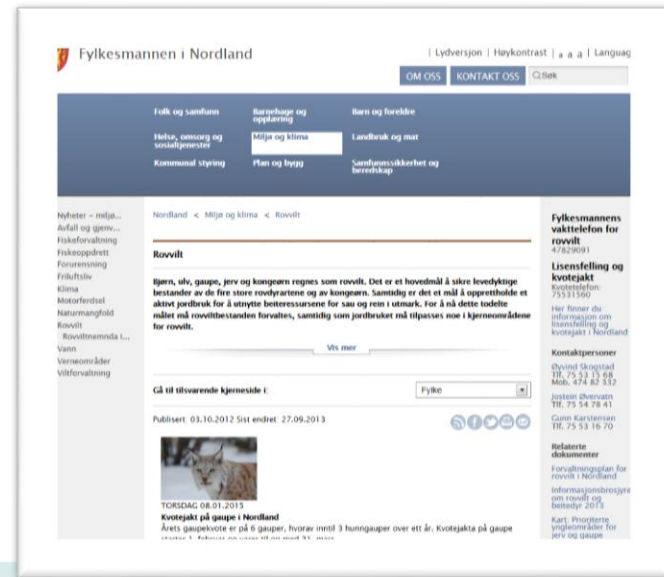 Fylkesmannen i Nordland
| Lydversjon | Høykontrast | a a a | Languag
OM OSS
KONTAKT OSS
Søk
Folk og samfunn
Barnehage og
opplæring
Barn og foreldre
Helse, omsorg og
sosialtjenester
Miljø og klima
Landbruk og mat
Kommunal styring
Plan og bygg
Samfunnssikkerhet og
beredskap
Nyheter – miljø...
Avfall og gjenv...
Fiskeforvaltning
Fiskeoppdrett
Forurensning
Friluftsliv
Klima
Motorferdsel
Naturmangfold
Rovvilt
Rovviltnemnda i...
Vann
Verneområder
Viltforvaltning
Nordland < Miljø og klima < Rovvilt
Rovvilt
Bjørn, ulv, gaupe, jerv og kongeørn regnes som rovvilt. Det er et hovedmål å sikre levedyktige
bestander av de fire store rovdyrartene og av kongeørn. Samtidig er det et mål å opprettholde et
aktivt jordbruk for å utnytte beiteressursene for sau og rein i utmark. For å nå dette todelte
målet må rovviltbestanden forvaltes, samtidig som jordbruket må tilpasses noe i kjerneområdene
for rovvilt.
Vis mer
Gå til tilsvarende kjerneside i:
Fylke
Publisert 03.10.2012 Sist endret 27.09.2013
TORSDAG 08.01.2015
Kvotejakt på gaupe i Nordland
Årets gaupekvote er på 6 gauper, hvorav inntil 3 hunngauper over ett år. Kvotejakta på gaupe
starter 1. februar og varer til og med 31. mars
Fylkesmannens
vakttelefon for
rovvilt
47829091
Lisensfelling og
kvotejakt
Kvotetelefon:
75531560
Her finner du
informasjon om
lisensfelling og
kvotejakt i Nordland
Kontaktpersoner
Øyvind Skogstad
Tlf. 75 53 15 68
Mob. 474 82 332
Jostein Øvervatn
Tlf. 75 54 78 41
Gunn Karstensen
Tlf. 75 53 16 70
Relaterte
dokumenter
Forvaltningsplan for
rovvilt i Nordland
Informasjonsbrosjyre
om rovvilt og
beitedyr 2013
Kart: Prioriterte
yngleområder for
jerv og gaupe